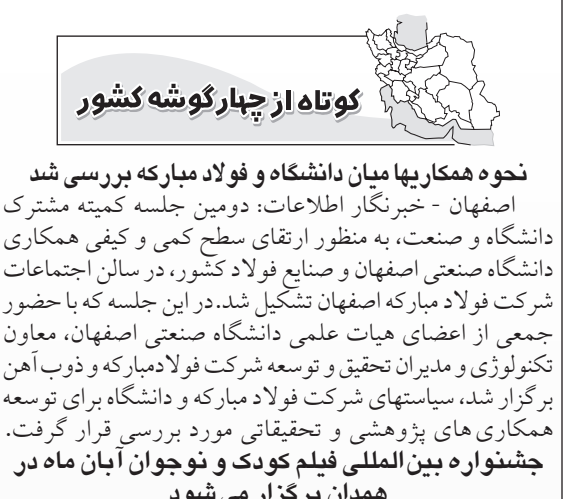 کوتاه از چهار گوشه کشور
نحوه همکاریها میان دانشگاه و فولاد مبارکه بررسی شد
اصفهان - خبرنگار اطلاعات: دومین جلسه کمیته مشترک
دانشگاه و صنعت، به منظور ارتقای سطح کمی و کیفی همکاری
دانشگاه صنعتی اصفهان و صنایع فولاد کشور، در سالن اجتماعات
شرکت فولاد مبارکه اصفهان تشکیل شد.در این جلسه که با حضور
جمعی از اعضای هیات علمی دانشگاه صنعتی اصفهان، معاون
تکنولوژی و مدیران تحقیق و توسعه شرکت فولادمبارکه و ذوب آهن
برگزار شد، سیاستهای شرکت فولاد مبارکه و دانشگاه برای توسعه
همکاری های پژوهشی و تحقیقاتی مورد بررسی قرار گرفت.
جشنواره بین المللی فیلم کودک و نوجوان آبان ماه در
همدان برگزار می شود